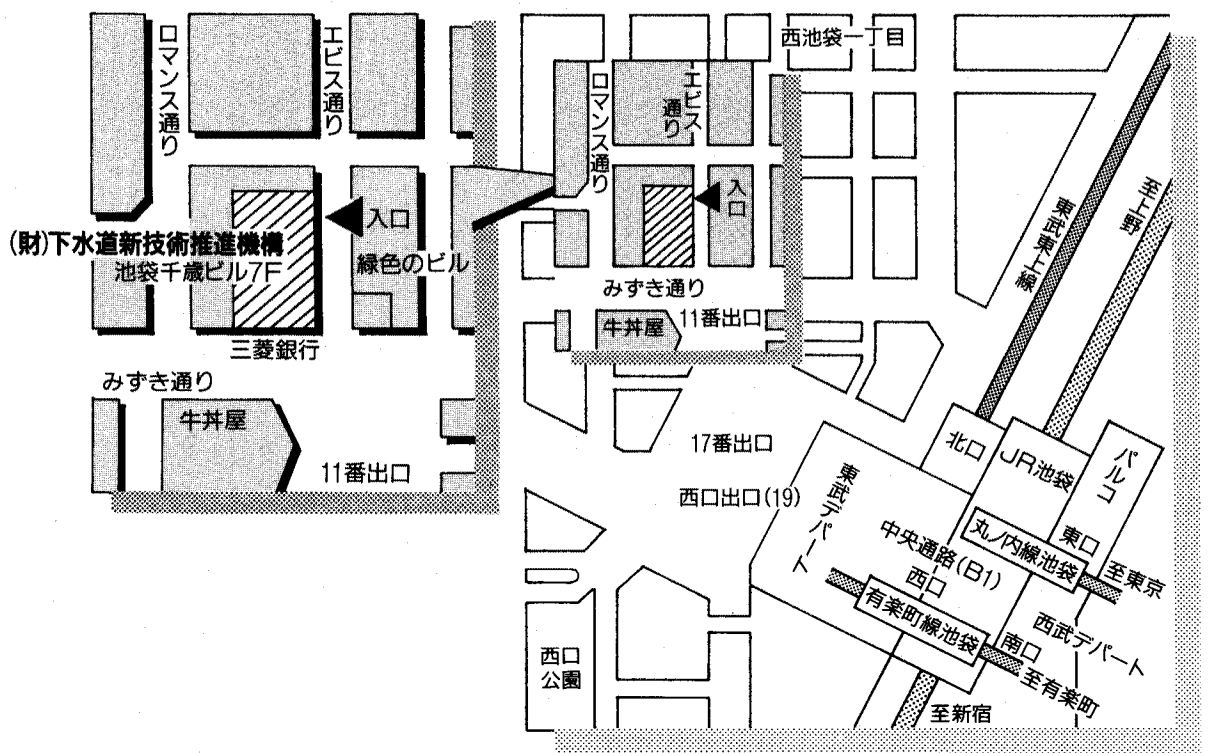 ロマンス通り
エビス通り
入口
(財)下水道新技術推進機構
池袋千蔵ビル7F
緑色のビル
三菱銀行
みずき通り
牛丼屋
11番出口
西池袋一丁目
ロマンス通り
エビス
通り
入口
みずき通り
牛丼屋
11番出口
17番出口
西口出口(19)
東武東上線
至上野
北口
JR池袋
パルコ
東武デパート
中央通路(B1)
西口
丸ノ内線池袋
東口
至東京
有楽町線池袋
南口
西武デパート
至有楽町
至新宿
西口
公園